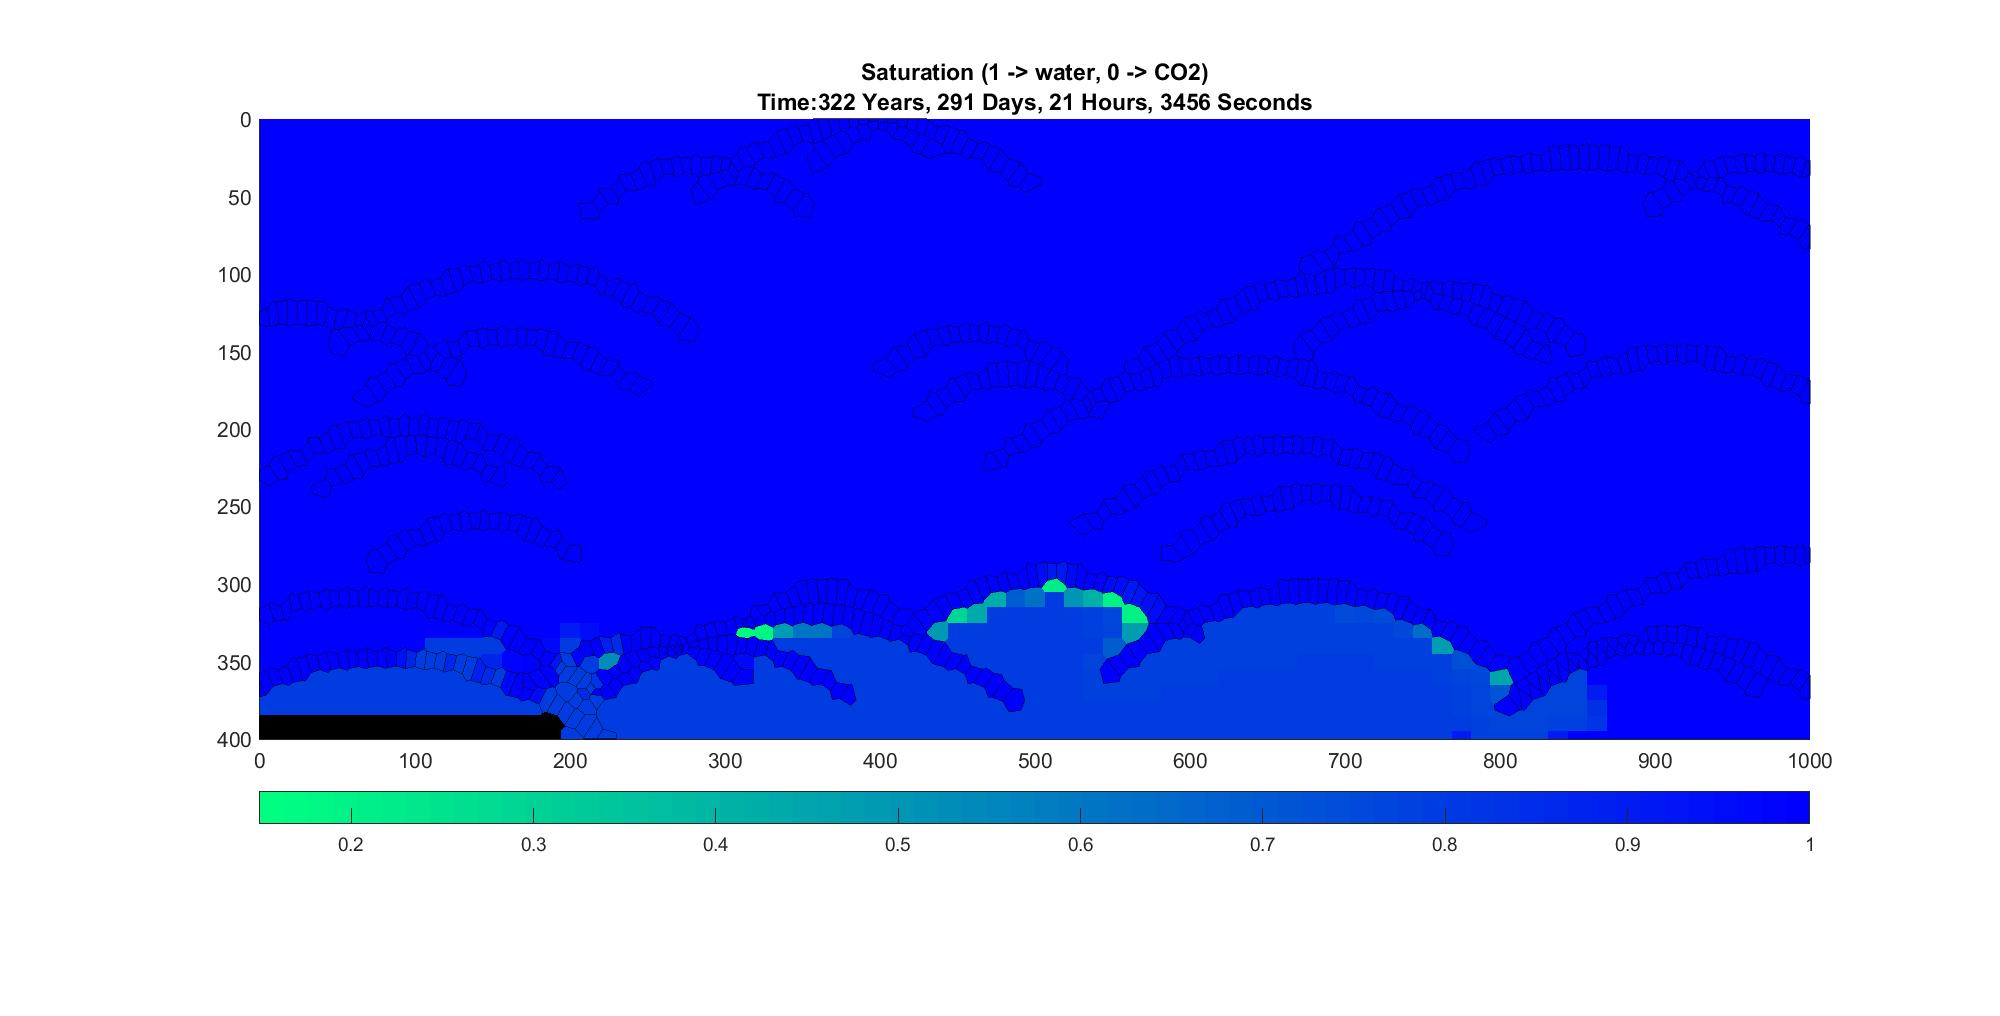 Saturation (1 -> water, 0 -> CO2)
Time:322 Years, 291 Days, 21 Hours, 3456 Seconds
0
50
100
150
200
250
300
350
400
0 100 200 300 400 500 600 700 800 900 1000
0.2 0.3 0.4 0.5 0.6 0.7 0.8 0.9 1